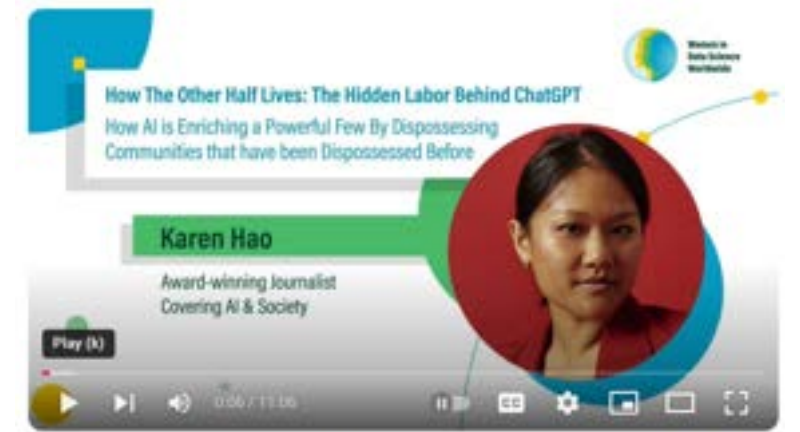 Women in
Data Science
Worldwide
How The Other Half Lives: The Hidden Labor Behind ChatGPT
How AI is Enriching a Powerful Few By Dispossessing
Communities that have been Dispossessed Before
Karen Hao
Award-winning Journalist
Covering AI & Society
Play (k)
0:06 / 11:06
CC